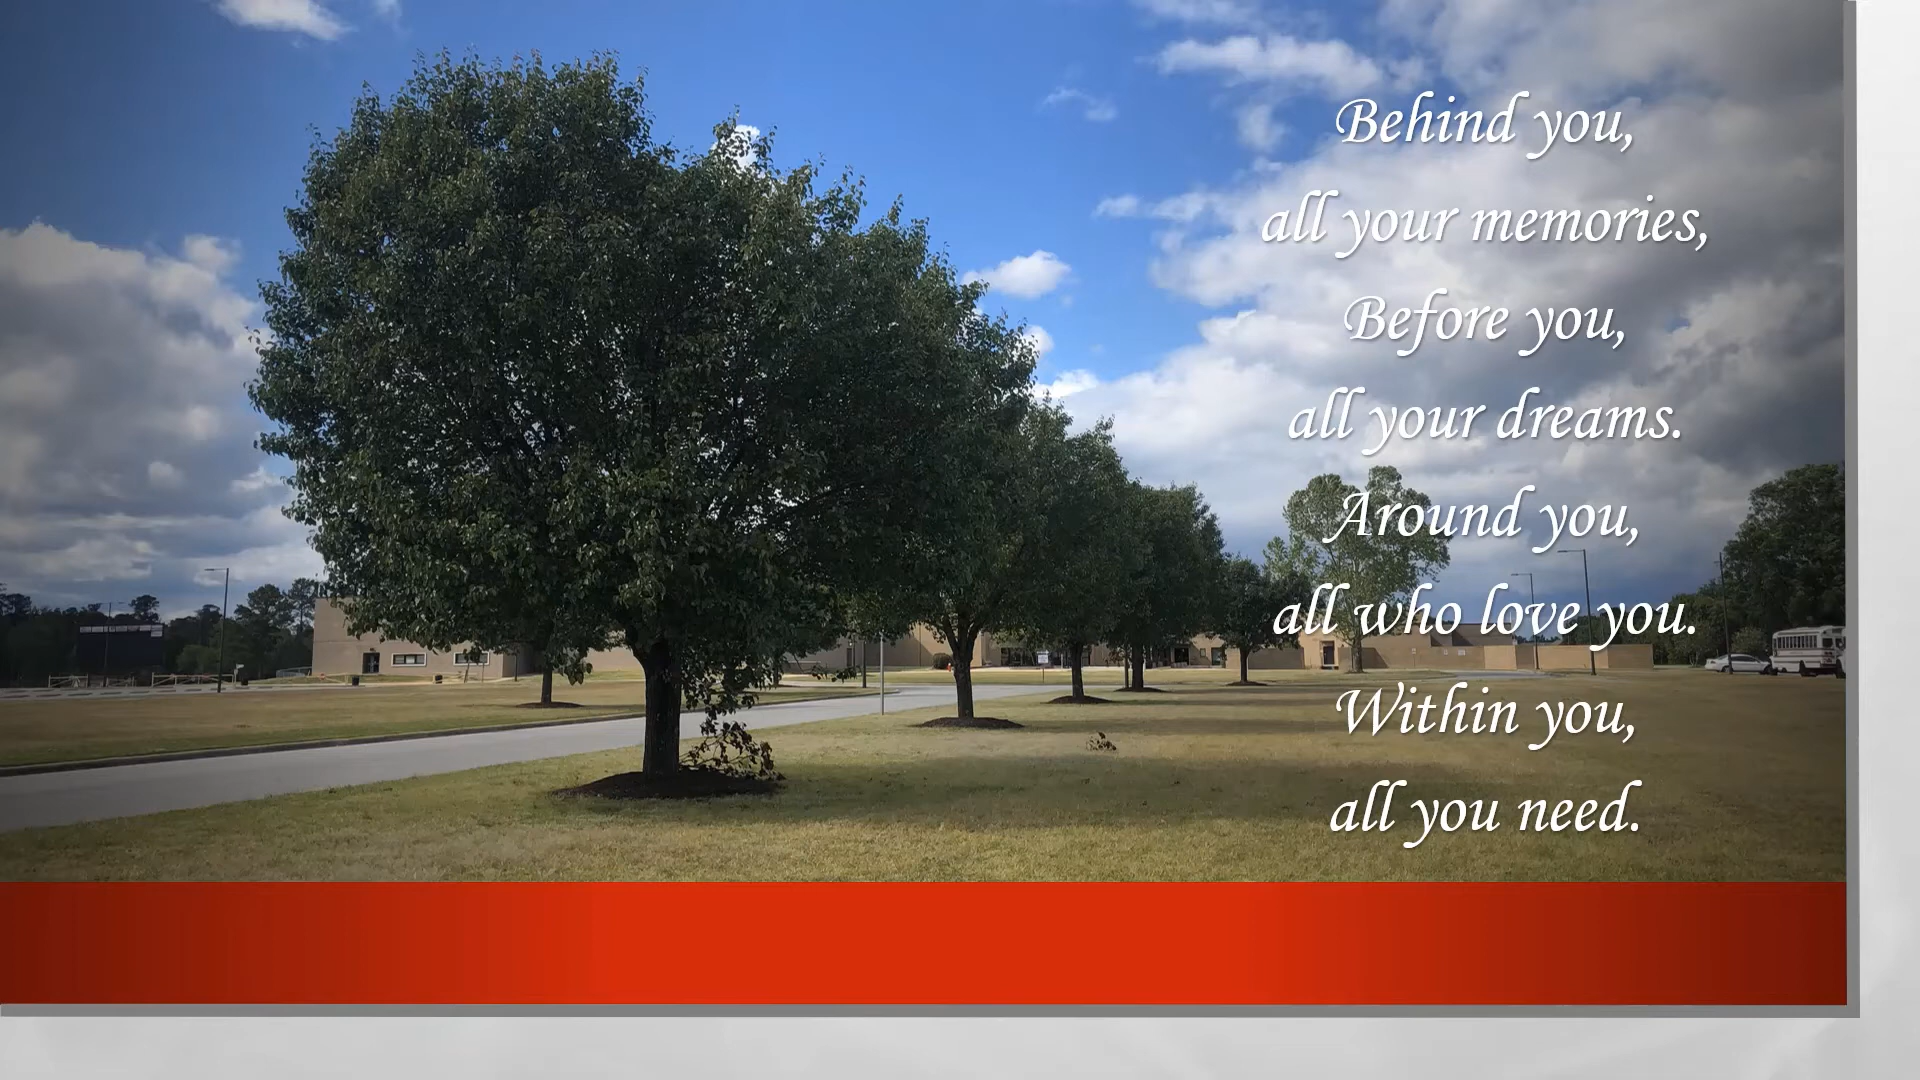 Behind you,
all your memories,
Before you,
all your dreams.
Around you,
all who love you.
Within you,
all you need.